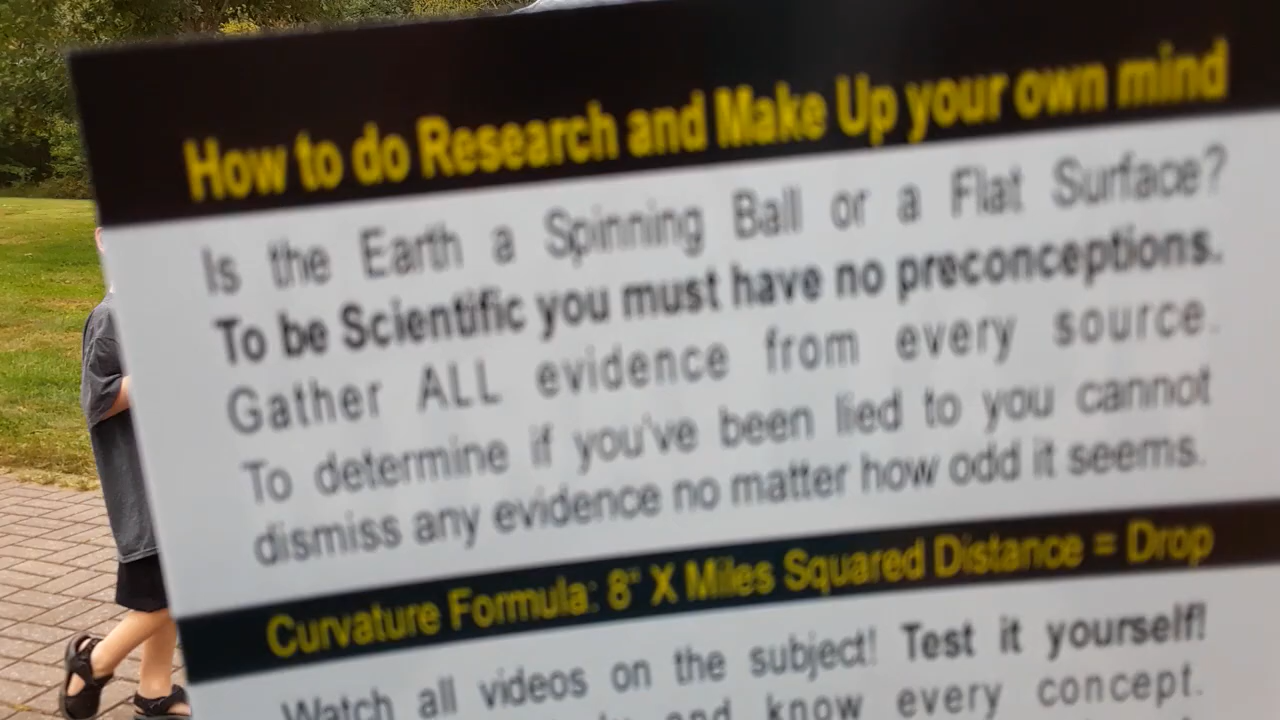 How to do Research and Make Up your own mind
Is the Earth a Spinning Ball or a Flat Surface?
To be Scientific you must have no preconceptions.
Gather ALL evidence from every source.
To determine if you've been lied to you cannot
dismiss any evidence no matter how odd it seems.
Curvature Formula: 8" X Miles Squared Distance = Drop
Watch all videos on the subject! Test it yourself!
and know every concept.